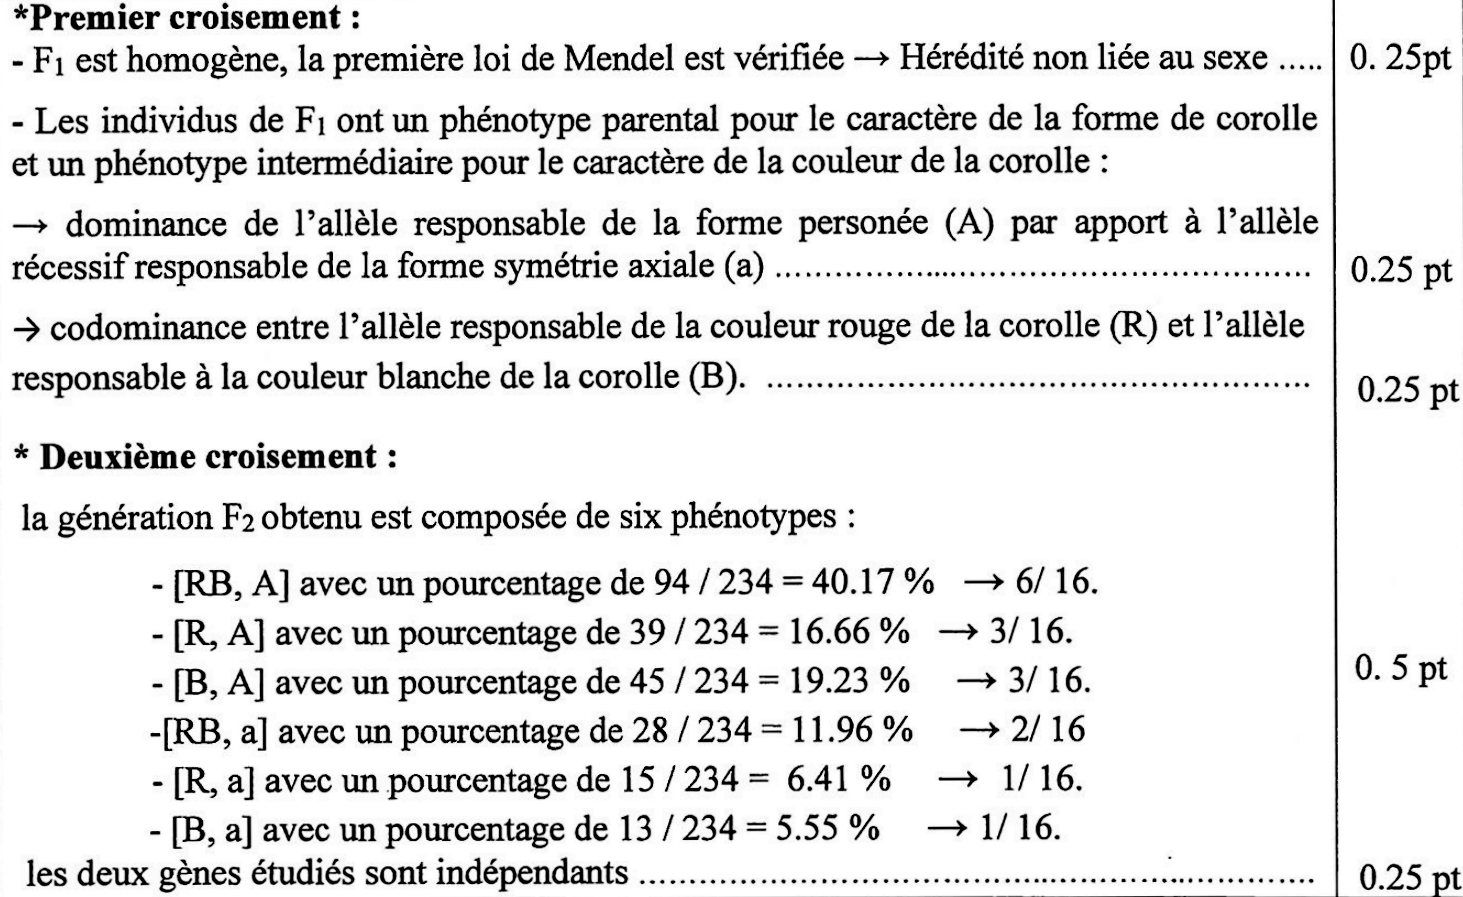 *Premier croisement :
- F1 est homogène, la première loi de Mendel est vérifiée → Hérédité non liée au sexe ..... 0. 25pt
- Les individus de F1 ont un phénotype parental pour le caractère de la forme de corolle
et un phénotype intermédiaire pour le caractère de la couleur de la corolle :
→ dominance de l'allèle responsable de la forme personée (A) par apport à l'allèle
récessif responsable de la forme symétrie axiale (a) ..................................................... 0.25 pt
→ codominance entre l'allèle responsable de la couleur rouge de la corolle (R) et l'allèle
responsable à la couleur blanche de la corolle (B). ...................................................... 0.25 pt
* Deuxième croisement :
la génération F2 obtenu est composée de six phénotypes :
- [RB, A] avec un pourcentage de 94 / 234 = 40.17 % → 6/ 16.
- [R, A] avec un pourcentage de 39 / 234 = 16.66 % → 3/ 16.
- [B, A] avec un pourcentage de 45 / 234 = 19.23 % → 3/ 16. 0. 5 pt
-[RB, a] avec un pourcentage de 28 / 234 = 11.96 % → 2/ 16
- [R, a] avec un pourcentage de 15 / 234 = 6.41 % → 1/ 16.
- [B, a] avec un pourcentage de 13 / 234 = 5.55 % → 1/ 16.
les deux gènes étudiés sont indépendants .................................................................... 0.25 pt